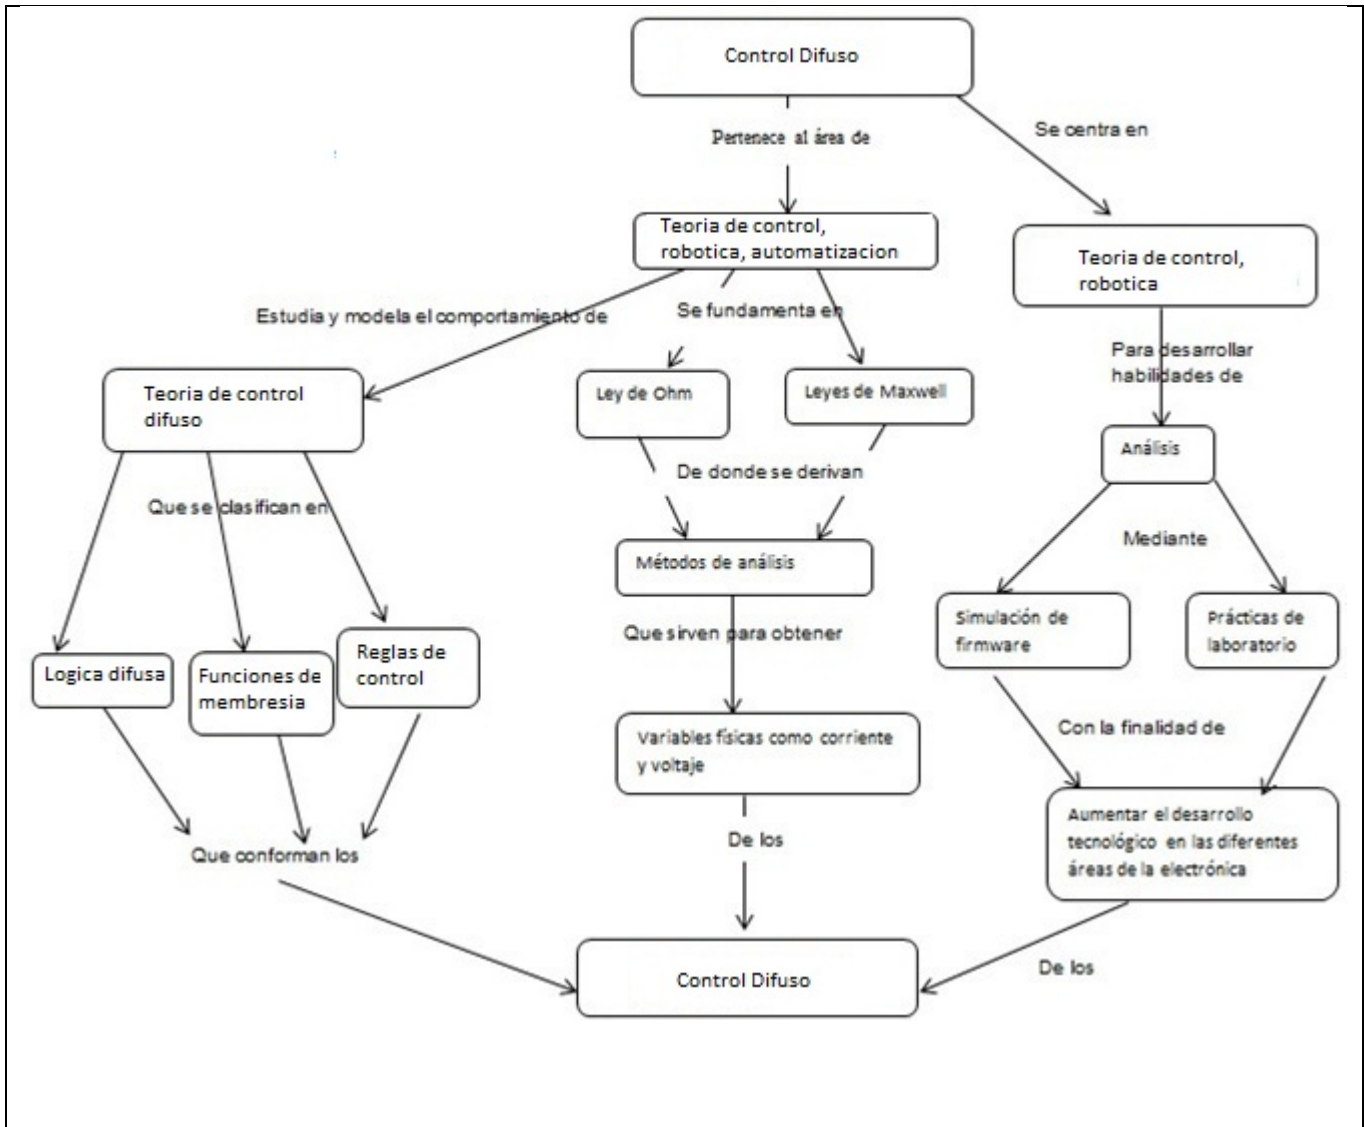 Control Difuso
Pertenece al área de
Se centra en
Teoria de control,
robotica, automatizacion
Teoria de control,
robotica
Estudia y modela el comportamiento de
Se fundamenta en
Para desarrollar
habilidades de
Teoria de control
difuso
Ley de Ohm
Leyes de Maxwell
Análisis
Que se clasifican en
De donde se derivan
Mediante
Métodos de análisis
Logica difusa
Funciones de
membresia
Reglas de
control
Que sirven para obtener
Simulación de
firmware
Prácticas de
laboratorio
Variables físicas como corriente
y voltaje
Con la finalidad de
Que conforman los
De los
Aumentar el desarrollo
tecnológico en las diferentes
áreas de la electrónica
Control Difuso
De los